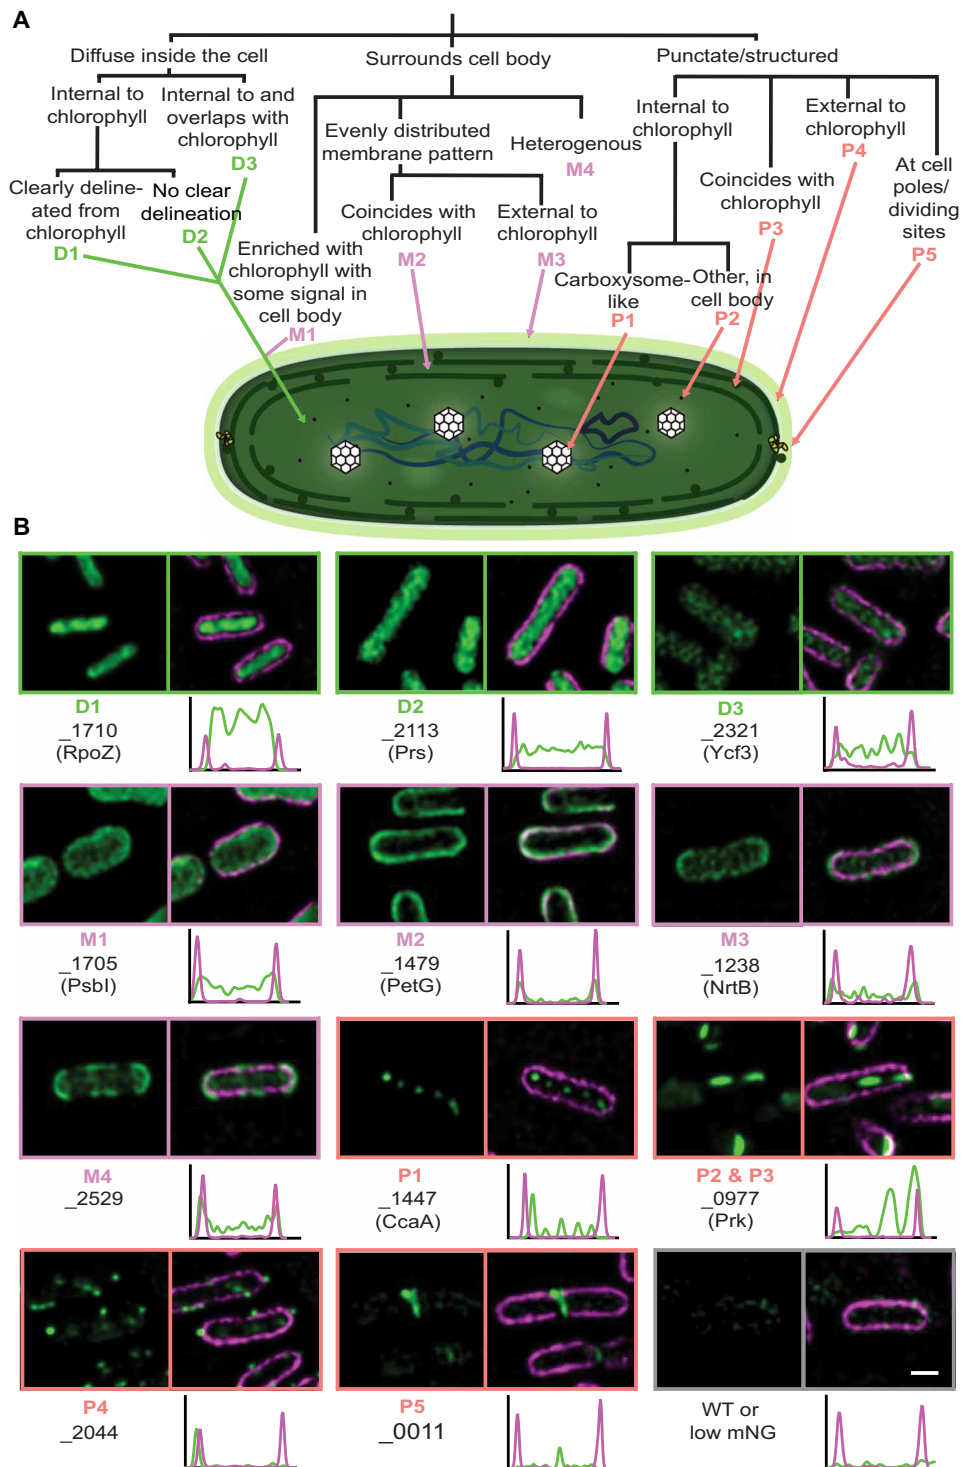 A
Diffuse inside the cell
Surrounds cell body
Punctate/structured
Internal to
chlorophyll
Internal to and
overlaps with
chlorophyll
D3
Clearly deline-
ated from
chlorophyll
D1
No clear
delineation
D2
Enriched with
chlorophyll with
some signal in
cell body
M1
Evenly distributed
membrane pattern
Heterogenous
M4
Coincides with
chlorophyll
M2
External to
chlorophyll
M3
Internal to
chlorophyll
External to
chlorophyll
P4
Coincides with
chlorophyll
P3
At cell
poles/
dividing
sites
P5
Carboxysome-
like
P1
Other, in
cell body
P2
B
D1
_1710
(RpoZ)
D2
_2113
(Prs)
D3
_2321
(Ycf3)
M1
_1705
(PsbI)
M2
_1479
(PetG)
M3
_1238
(NrtB)
M4
_2529
P1
_1447
(CcaA)
P2 & P3
_0977
(Prk)
P4
_2044
P5
_0011
WT or
low mNG